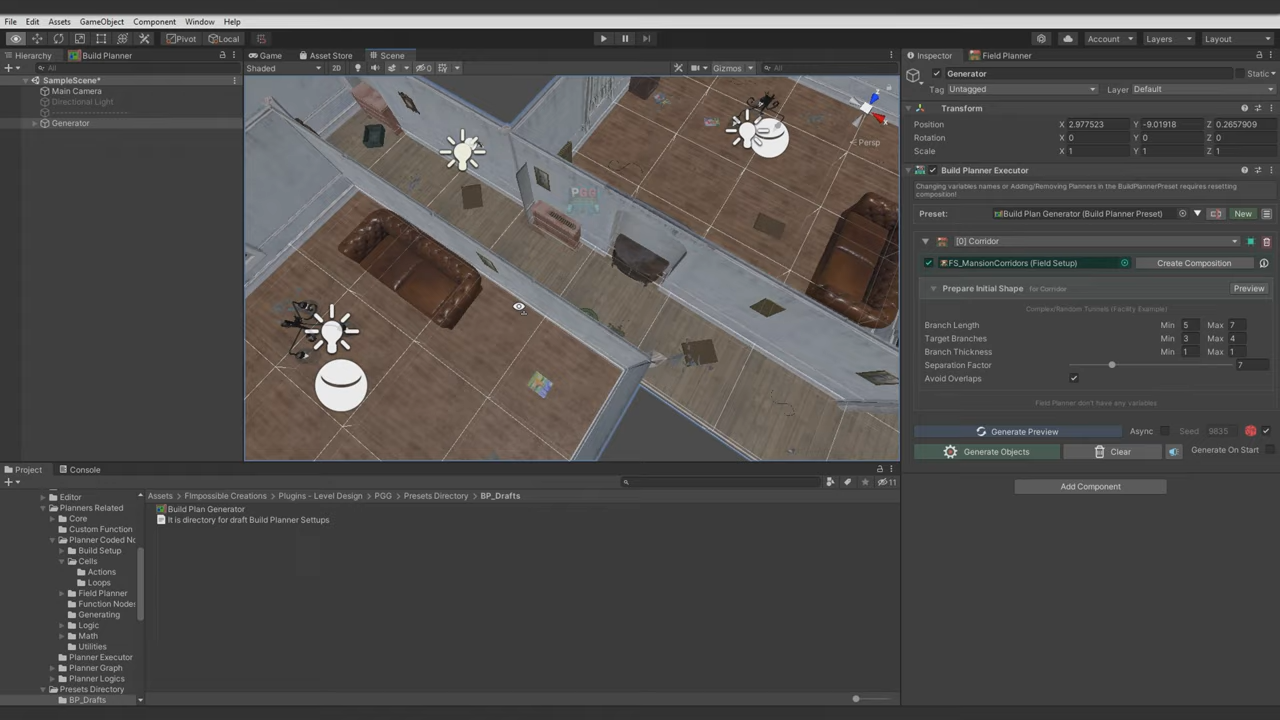 File Edit Assets GameObject Component Window Help
Pivot Local Account Layers Layout
Hierarchy Build Planner Game Asset Store Scene Inspector Field Planner
All Shaded 2D 0 Gizmos All
SampleScene*
Main Camera
Directional Light
Generator
Persp
PGG
Generator Static
Tag Untagged Layer Default
Transform
Position X 2.977523 Y -9.01918 Z 0.2657909
Rotation X 0 Y 0 Z 0
Scale X 1 Y 1 Z 1
Build Planner Executor
Changing variables names or Adding/Removing Planners in the BuildPlannerPreset requires resetting
composition!
Preset: Build Plan Generator (Build Planner Preset) New
[0] Corridor
FS_MansionCorridors (Field Setup) Create Composition
Prepare Initial Shape for Corridor Preview
Complex/Random Tunnels (Facility Example)
Branch Length Min 5 Max 7
Target Branches Min 3 Max 4
Branch Thickness Min 1 Max 1
Separation Factor 7
Avoid Overlaps
Field Planner don't have any variables
Generate Preview Async Seed 9835
Generate Objects Clear Generate On Start
Add Component
Project Console
11
Assets Fimpossible Creations Plugins - Level Design PGG Presets Directory BP_Drafts
Build Plan Generator
It is directory for draft Build Planner Settups
Editor
Planners Related
Core
Custom Function
Planner Coded No
Build Setup
Cells
Actions
Loops
Field Planner
Function Nodes
Generating
Logic
Math
Utilities
Planner Executor
Planner Graph
Planner Logics
Presets Directory
BP_Drafts